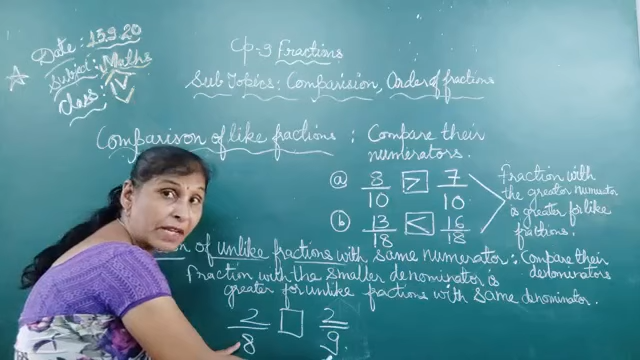 Date: 15.9.20
Subject: Maths
Class: IV
Cp-3 Fractions
Sub Topics: Comparision, Order of fractions
Comparison of like fractions : Compare their
numerators.
(a) 8/10 > 7/10
(b) 13/18 < 16/18
Fraction with
the greater
is greater for like
fractions.
of unlike fractions with same numerator: Compare their
denominators
Fraction with the smaller denominator is
greater for unlike fractions with same denominator.
2/8 □ 2/9